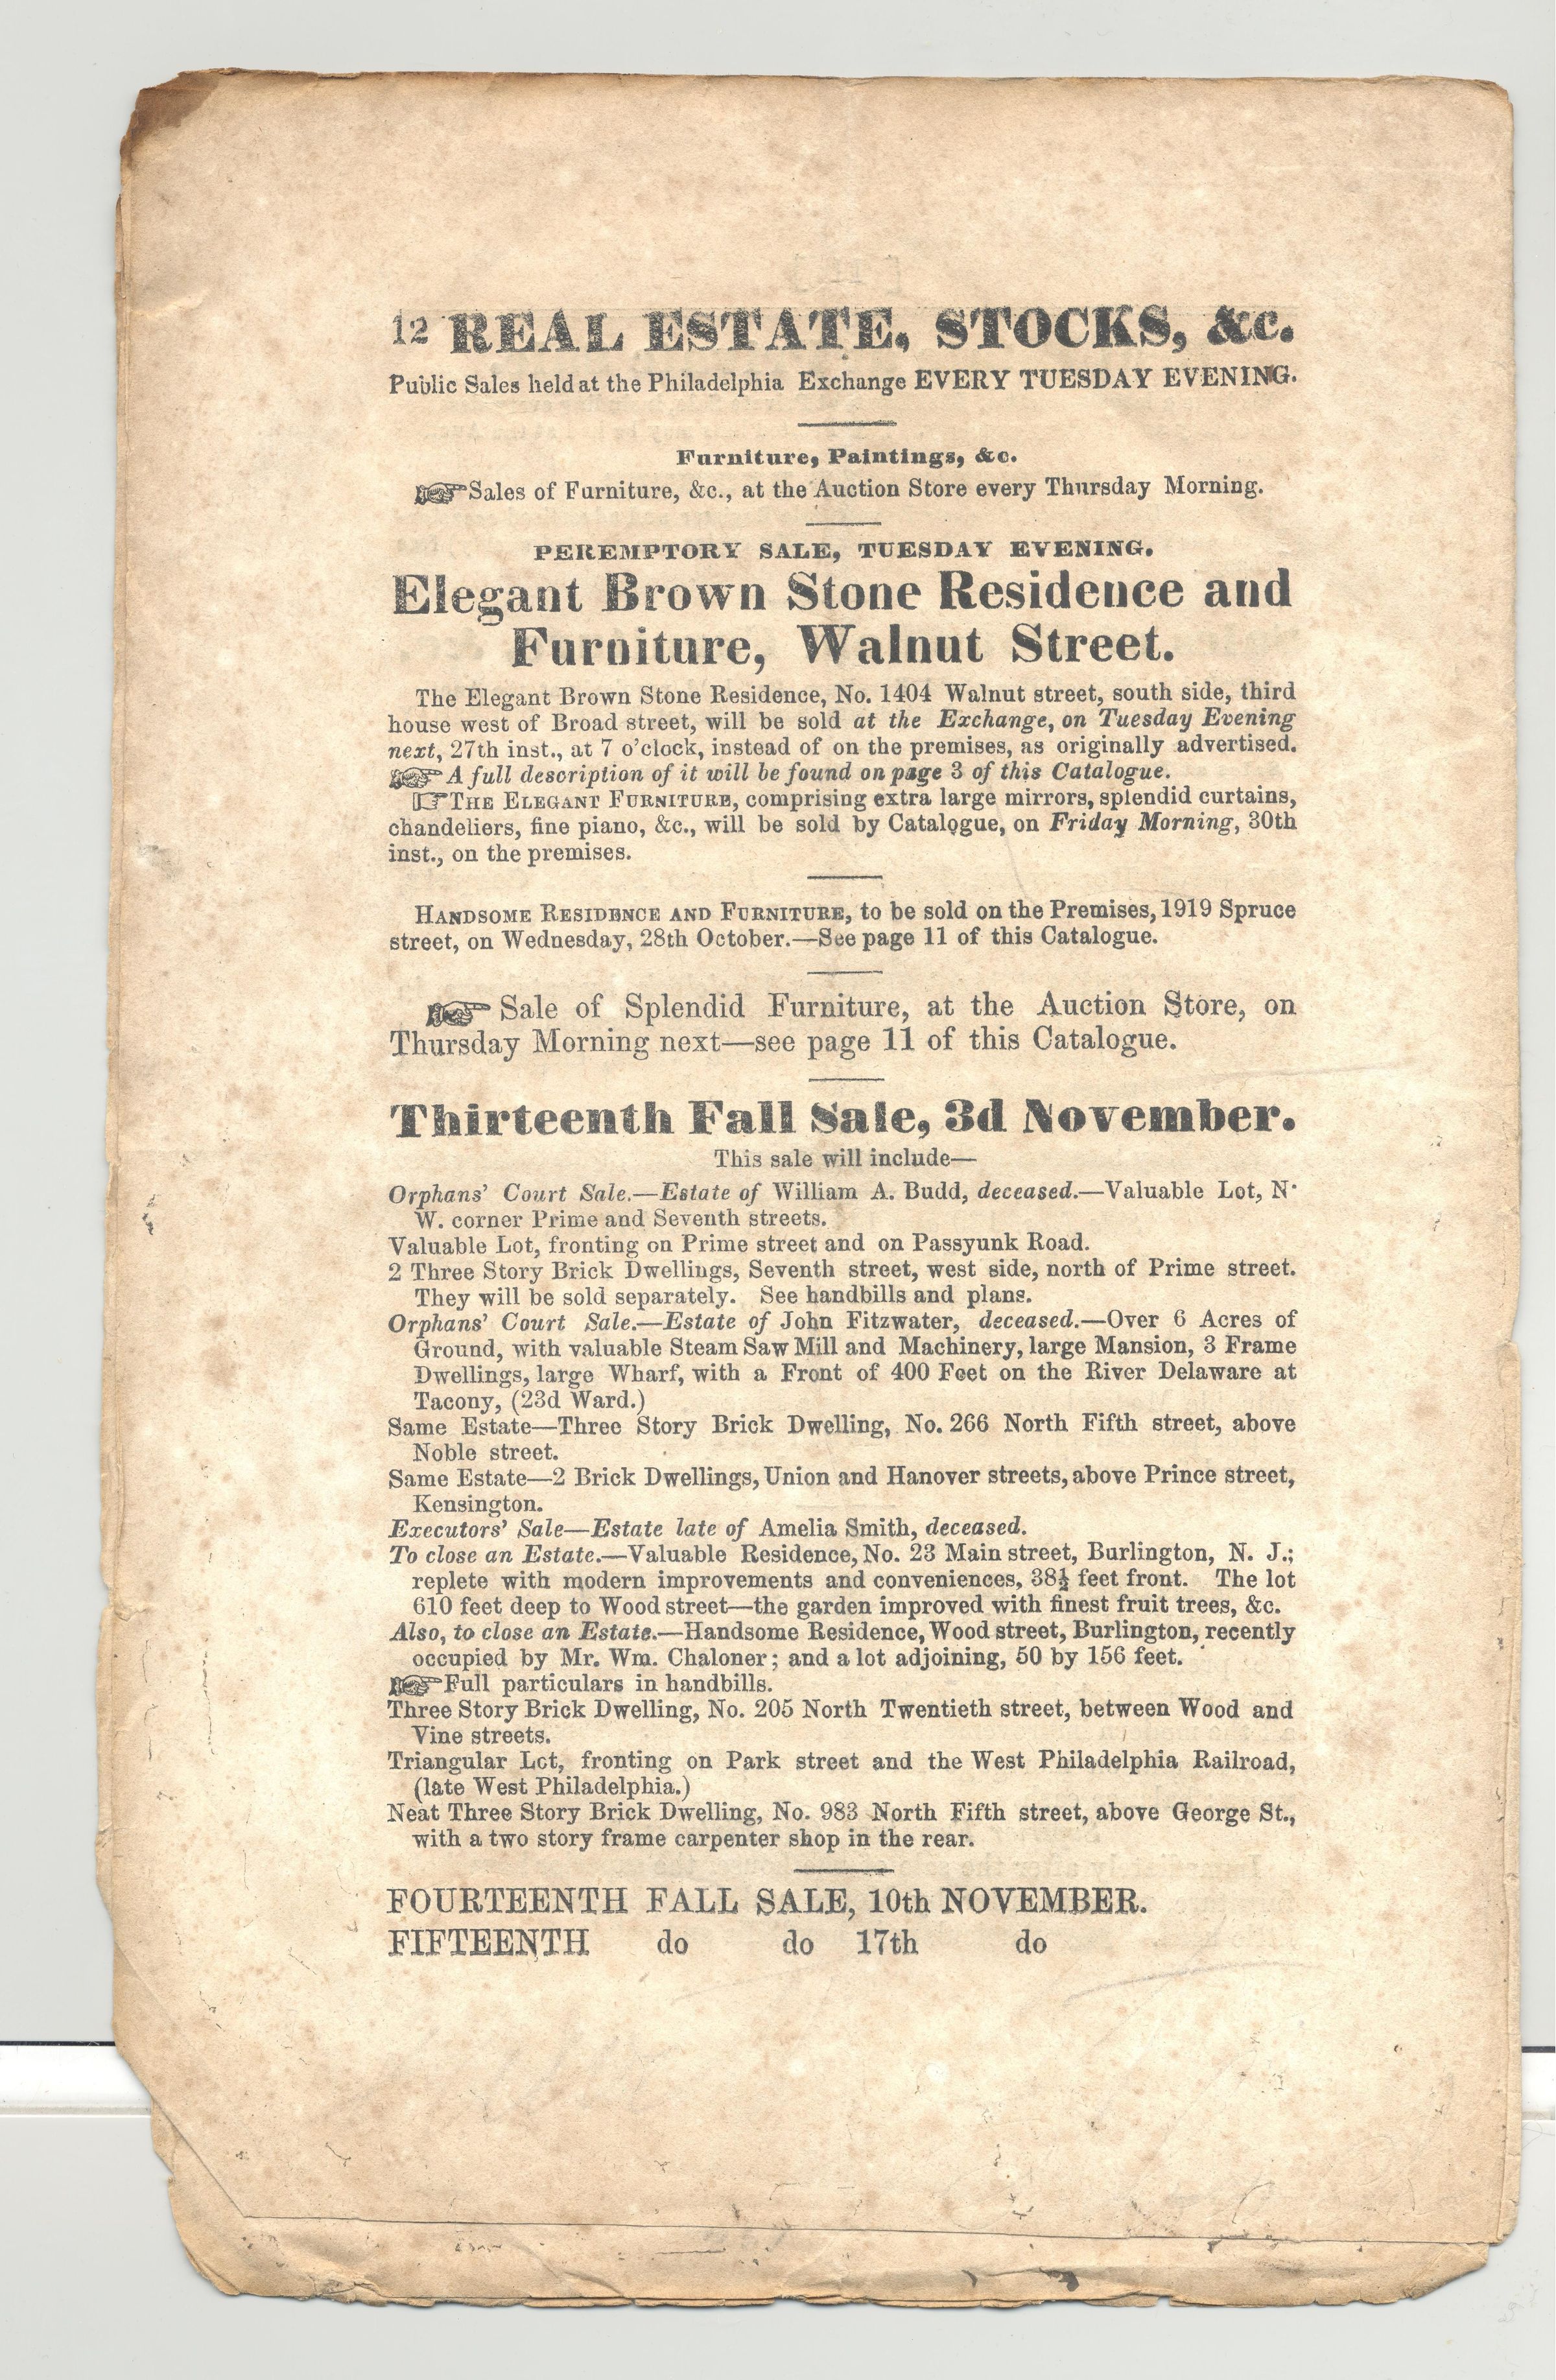 12 REAL ESTATE, STOCKS, &c.
Public Sales held at the Philadelphia Exchange EVERY TUESDAY EVENING.
Furniture, Paintings, &c.
☞ Sales of Furniture, &c., at the Auction Store every Thursday Morning.
PEREMPTORY SALE, TUESDAY EVENING.
Elegant Brown Stone Residence and
Furniture, Walnut Street.
The Elegant Brown Stone Residence, No. 1404 Walnut street, south side, third
house west of Broad street, will be sold at the Exchange, on Tuesday Evening
next, 27th inst., at 7 o'clock, instead of on the premises, as originally advertised.
☞ A full description of it will be found on page 3 of this Catalogue.
☞ THE ELEGANT FURNITURE, comprising extra large mirrors, splendid curtains,
chandeliers, fine piano, &c., will be sold by Catalogue, on Friday Morning, 30th
inst., on the premises.
HANDSOME RESIDENCE AND FURNITURE, to be sold on the Premises, 1919 Spruce
street, on Wednesday, 28th October.—See page 11 of this Catalogue.
☞ Sale of Splendid Furniture, at the Auction Store, on
Thursday Morning next—see page 11 of this Catalogue.
Thirteenth Fall Sale, 3d November.
This sale will include—
Orphans' Court Sale.—Estate of William A. Budd, deceased.—Valuable Lot, N·
W. corner Prime and Seventh streets.
Valuable Lot, fronting on Prime street and on Passyunk Road.
2 Three Story Brick Dwellings, Seventh street, west side, north of Prime street.
They will be sold separately. See handbills and plans.
Orphans' Court Sale.—Estate of John Fitzwater, deceased.—Over 6 Acres of
Ground, with valuable Steam Saw Mill and Machinery, large Mansion, 3 Frame
Dwellings, large Wharf, with a Front of 400 Feet on the River Delaware at
Tacony, (23d Ward.)
Same Estate—Three Story Brick Dwelling, No. 266 North Fifth street, above
Noble street.
Same Estate—2 Brick Dwellings, Union and Hanover streets, above Prince street,
Kensington.
Executors' Sale—Estate late of Amelia Smith, deceased.
To close an Estate.—Valuable Residence, No. 23 Main street, Burlington, N. J.;
replete with modern improvements and conveniences, 38½ feet front. The lot
610 feet deep to Wood street—the garden improved with finest fruit trees, &c.
Also, to close an Estate.—Handsome Residence, Wood street, Burlington, recently
occupied by Mr. Wm. Chaloner; and a lot adjoining, 50 by 156 feet.
☞ Full particulars in handbills.
Three Story Brick Dwelling, No. 205 North Twentieth street, between Wood and
Vine streets.
Triangular Lot, fronting on Park street and the West Philadelphia Railroad,
(late West Philadelphia.)
Neat Three Story Brick Dwelling, No. 983 North Fifth street, above George St.,
with a two story frame carpenter shop in the rear.
FOURTEENTH FALL SALE, 10th NOVEMBER.
FIFTEENTH do do 17th do